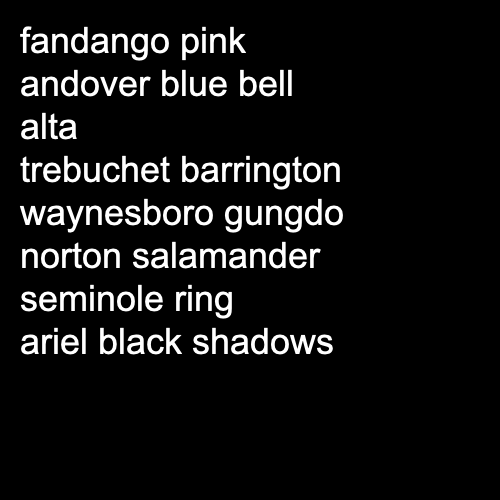 fandango pink
andover blue bell
alta
trebuchet barrington
waynesboro gungdo
norton salamander
seminole ring
ariel black shadows